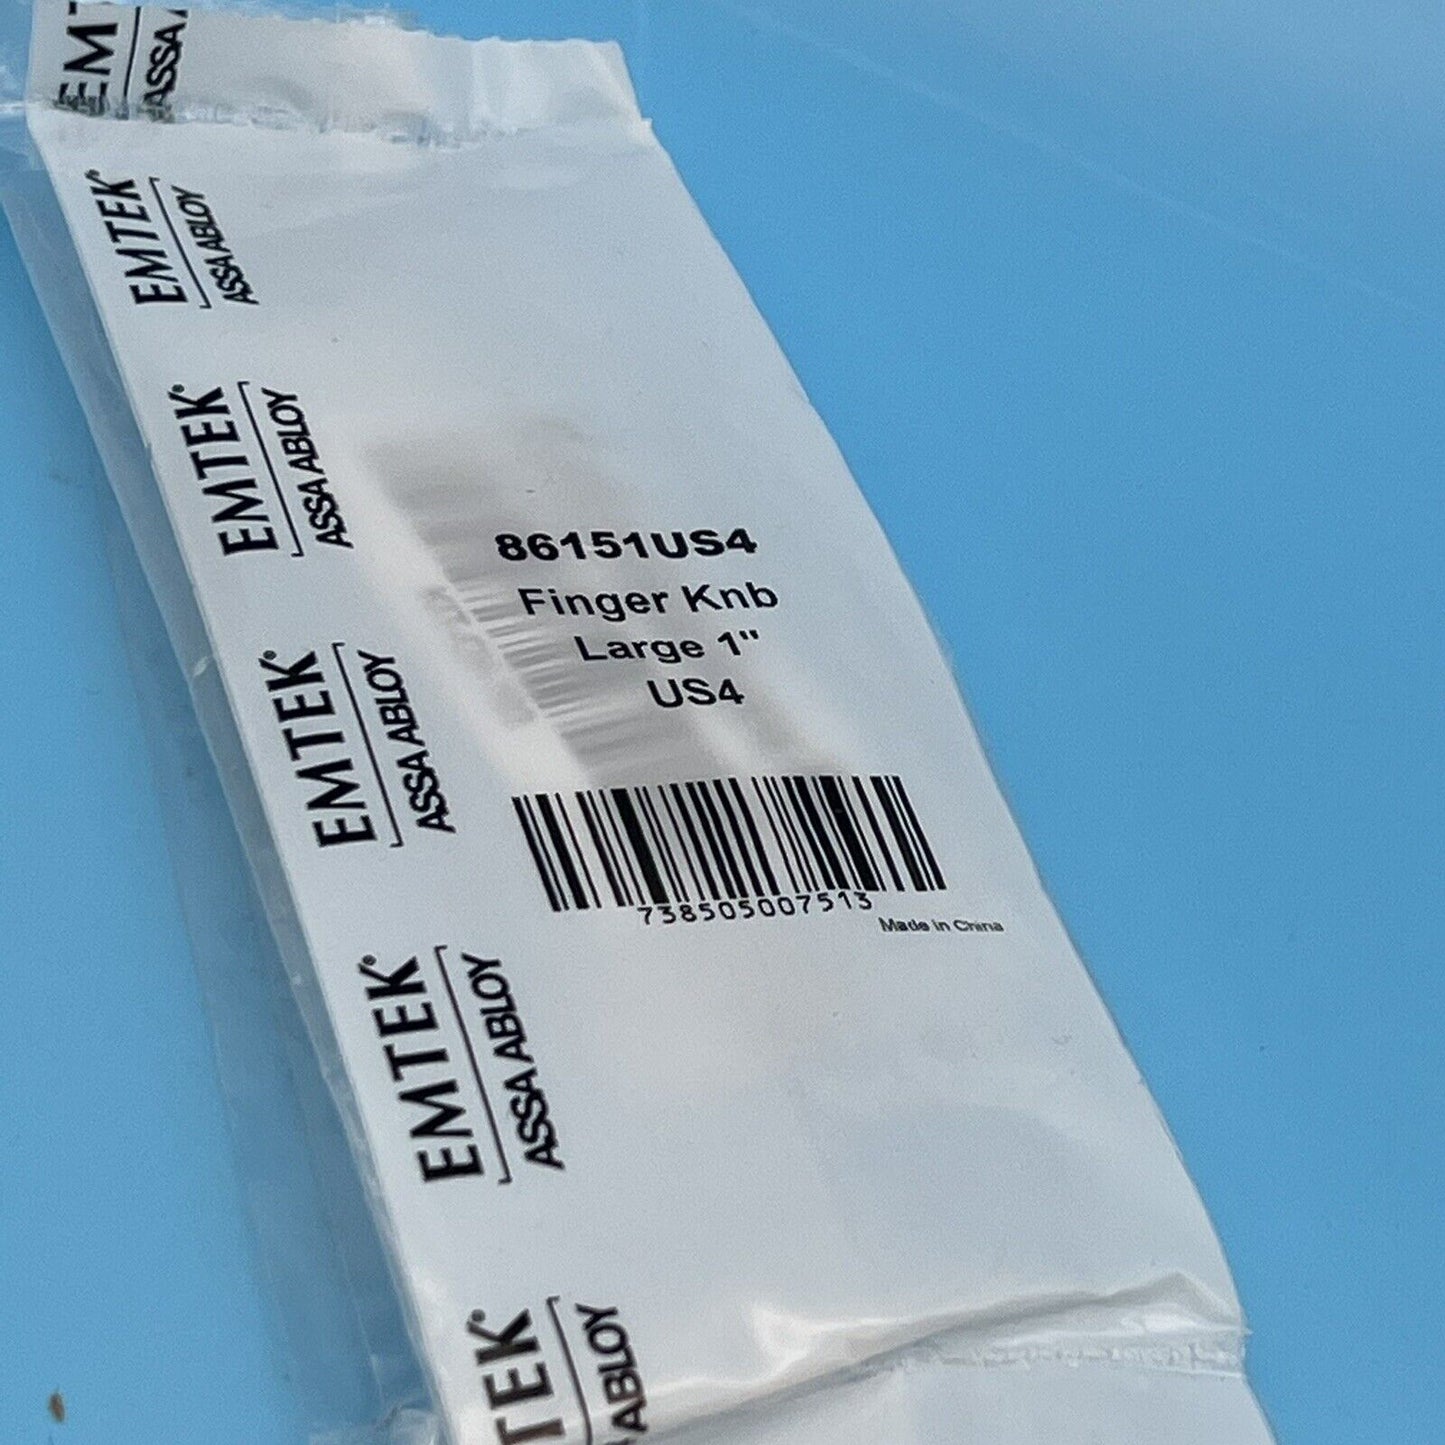 EMT
ASSA A
EMTEK®
ASSA ABLOY
EMTEK®
ASSA ABLOY
86151US4
Finger Knb
Large 1"
US4
EMTEK®
ASSA ABLOY
738505007513
Made in China
EMTEK®
ASSA ABLOY
TEK®
ABLOY